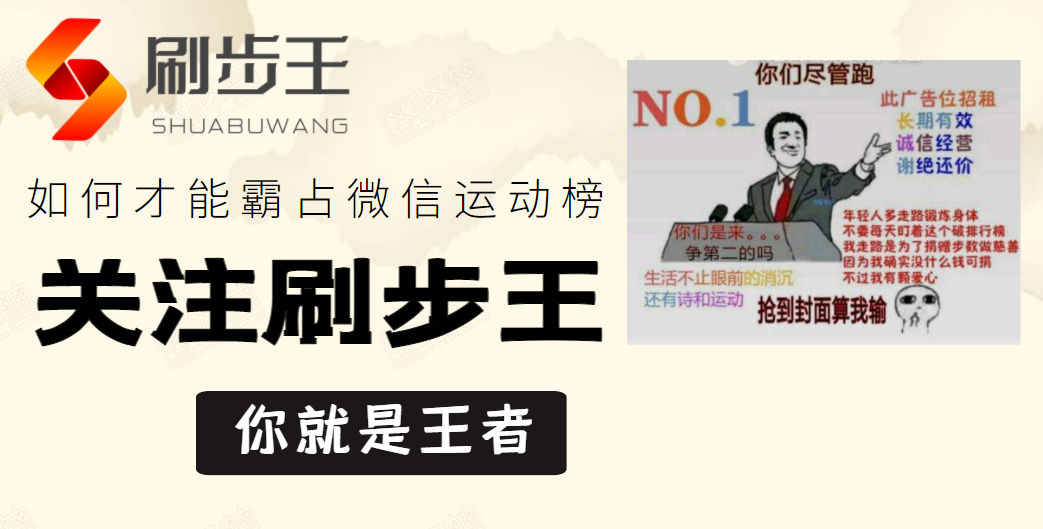 刷步王
SHUABUWANG
如何才能霸占微信运动榜
关注刷步王
你就是王者
你们尽管跑
NO.1
此广告位招租
长期有效
诚信经营
谢绝还价
你们是来。。。
争第二的吗
年轻人多走路锻炼身体
不要每天盯着这个破排行榜
我走路是为了捐赠步数做慈善
因为我确实没什么钱可捐
不过我有颗爱心
生活不止眼前的消沉
还有诗和运动
抢到封面算我输